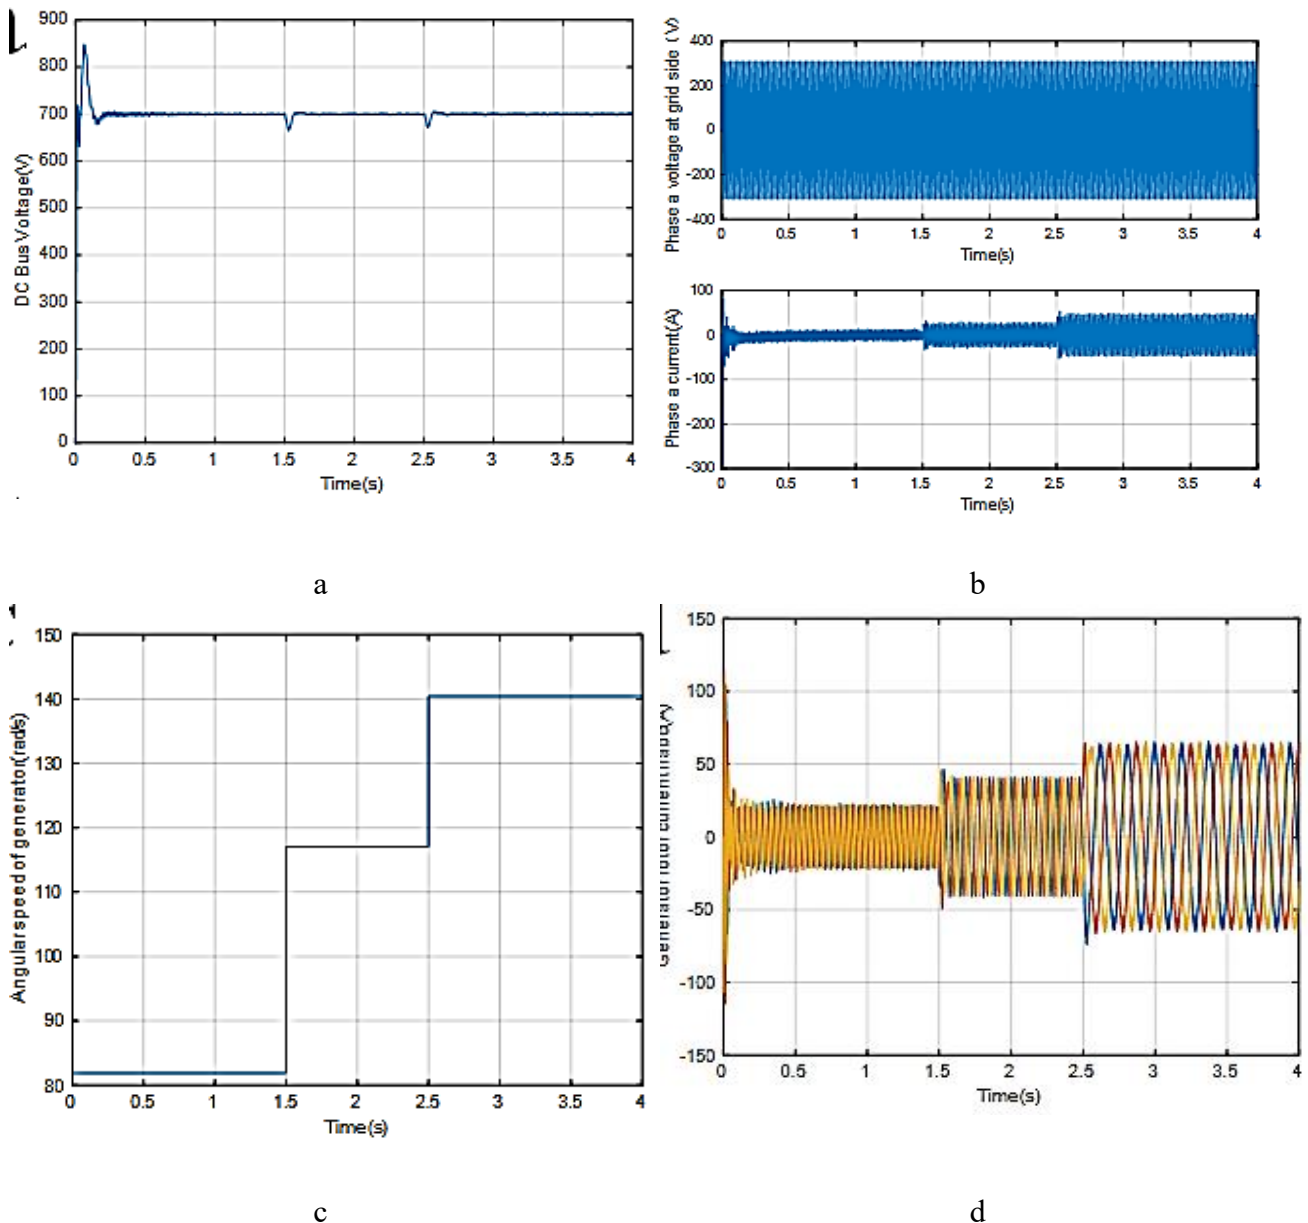 900
800
700
600
500
400
300
200
100
0
DC Bus Voltage(V)
0 0.5 1 1.5 2 2.5 3 3.5 4
Time(s)
400
200
0
-200
-400
Phase a voltage at grid side (V)
0 0.5 1 1.5 2 2.5 3 3.5 4
Time(s)
100
0
-100
-200
-300
Phase a current(A)
0 0.5 1 1.5 2 2.5 3 3.5 4
Time(s)
a
b
150
140
130
120
110
100
90
80
Angular speed of generator(rad/s)
0 0.5 1 1.5 2 2.5 3 3.5 4
Time(s)
150
100
50
0
-50
-100
-150
Generator rotor current
0 0.5 1 1.5 2 2.5 3 3.5 4
Time(s)
c
d